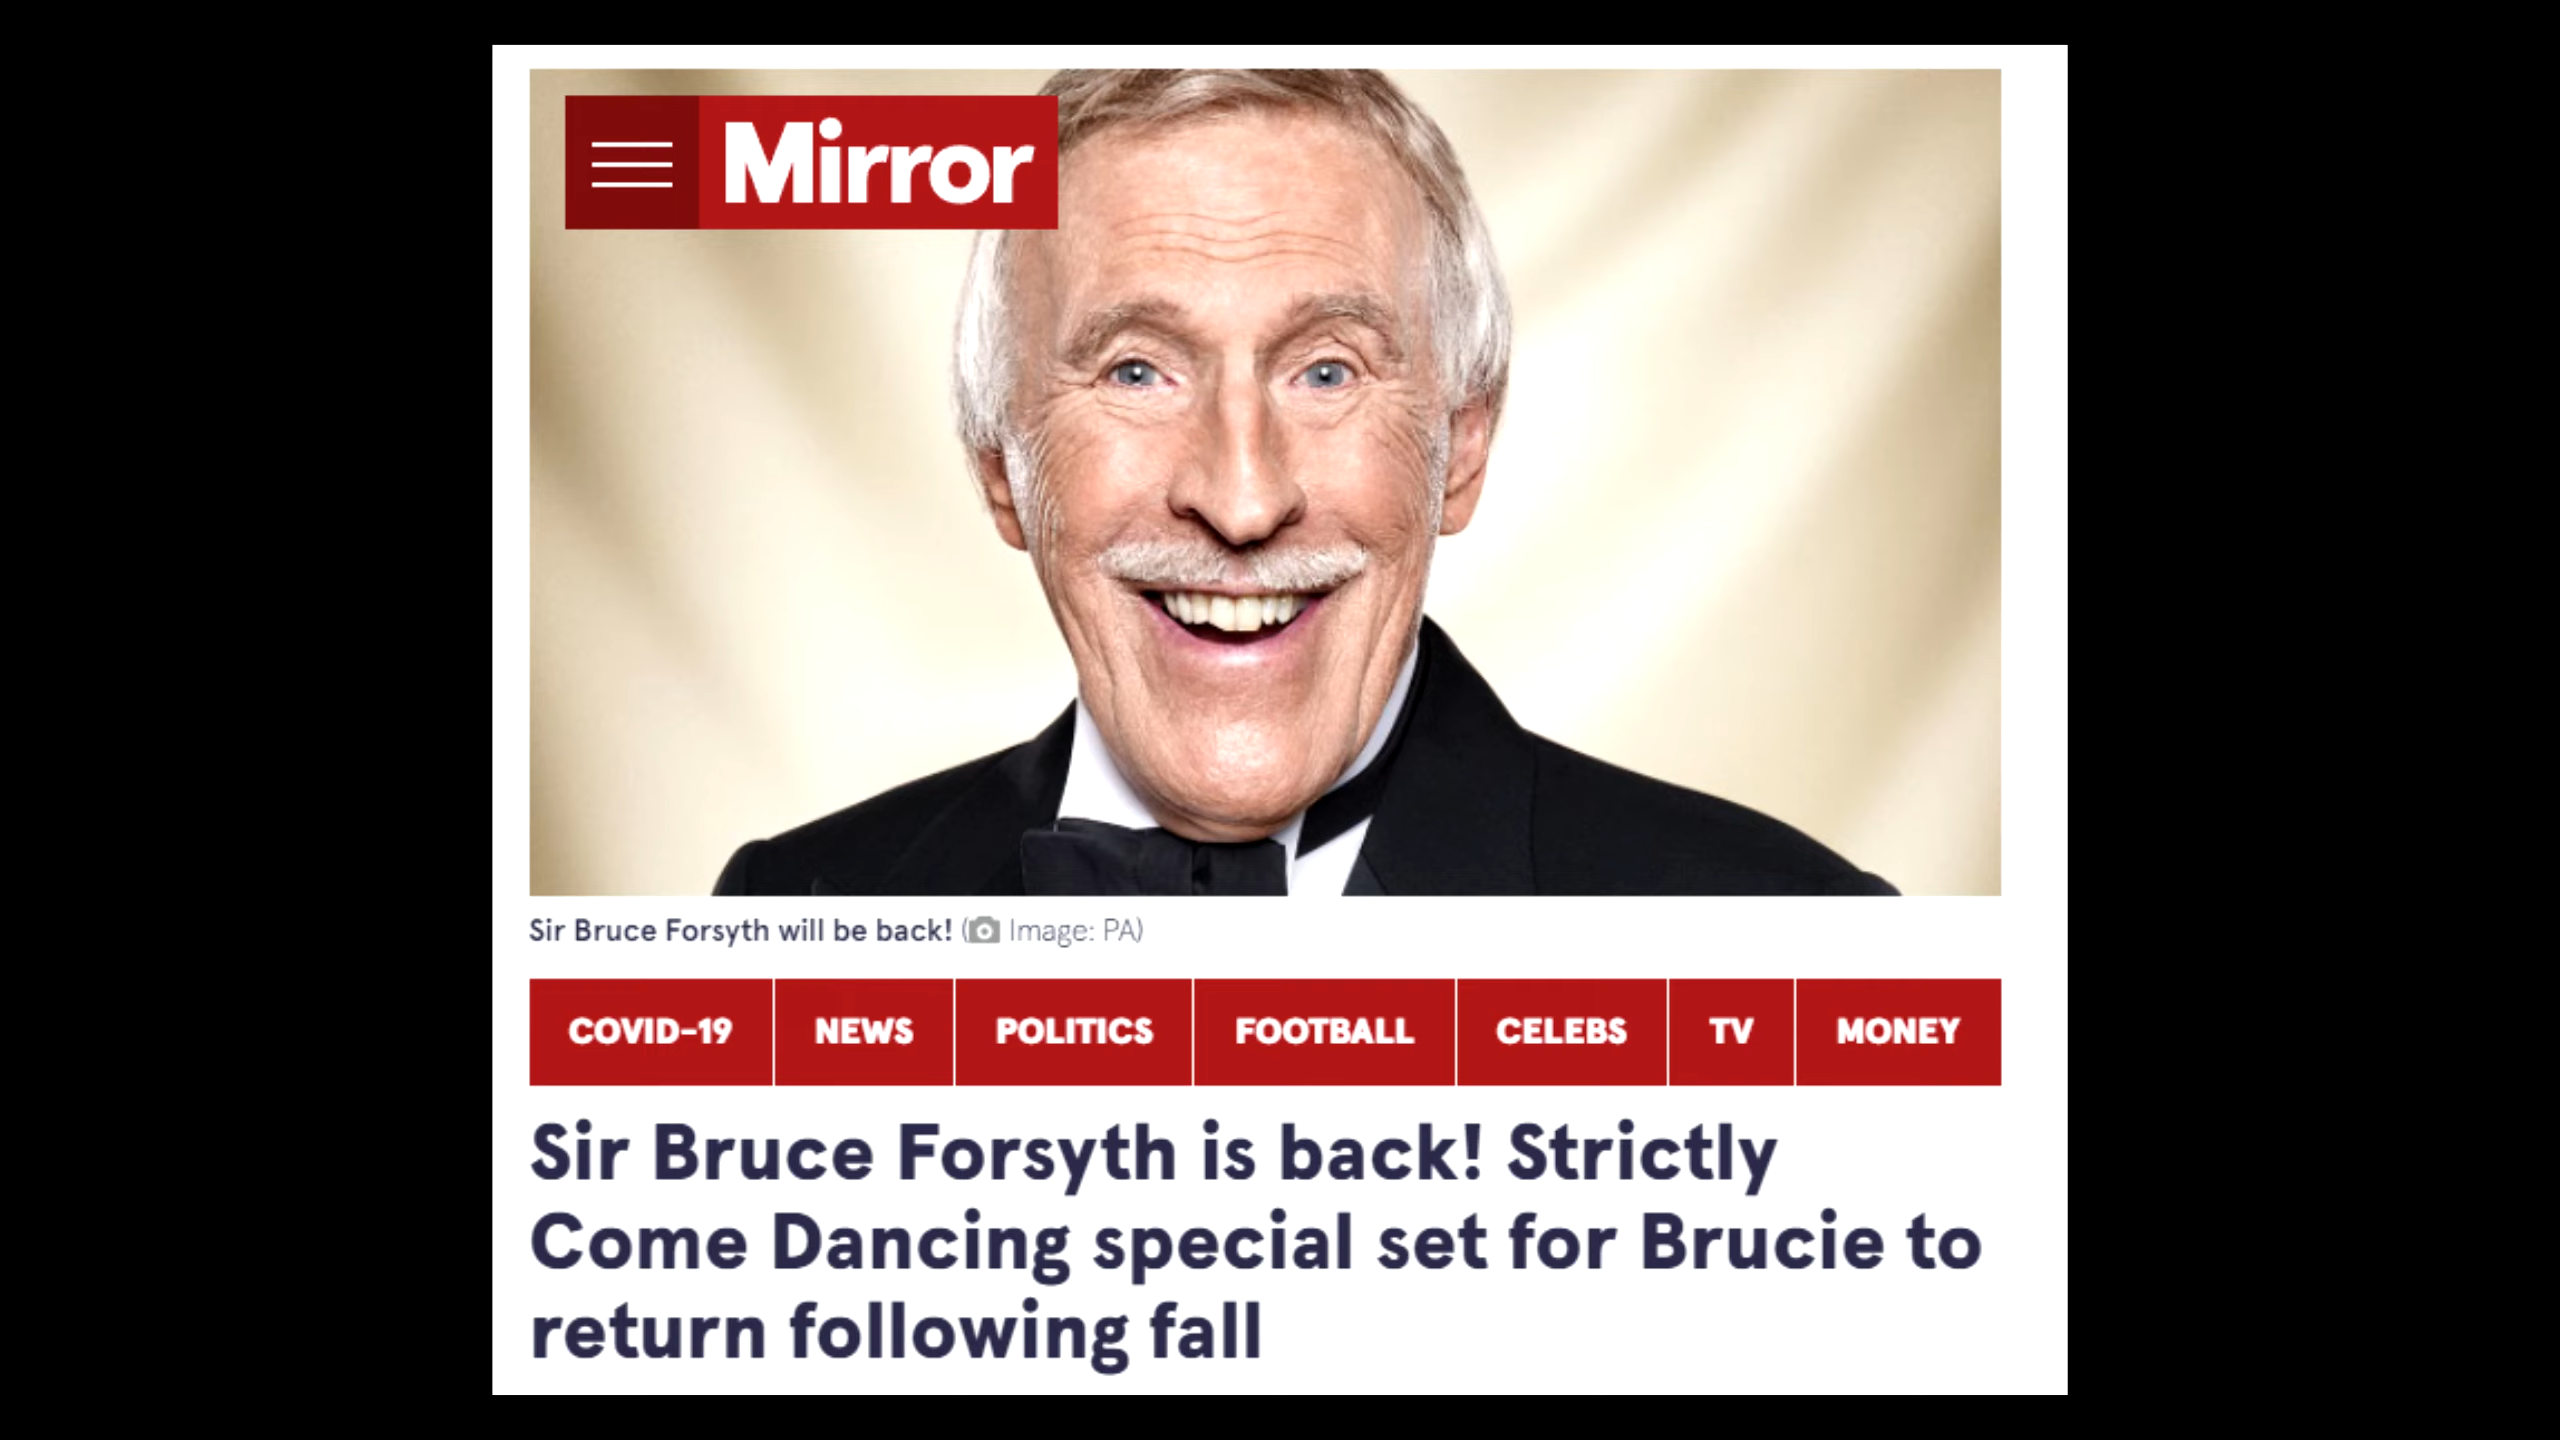 Mirror
Sir Bruce Forsyth will be back! (Image: PA)
COVID-19 NEWS POLITICS FOOTBALL CELEBS TV MONEY
Sir Bruce Forsyth is back! Strictly
Come Dancing special set for Brucie to
return following fall